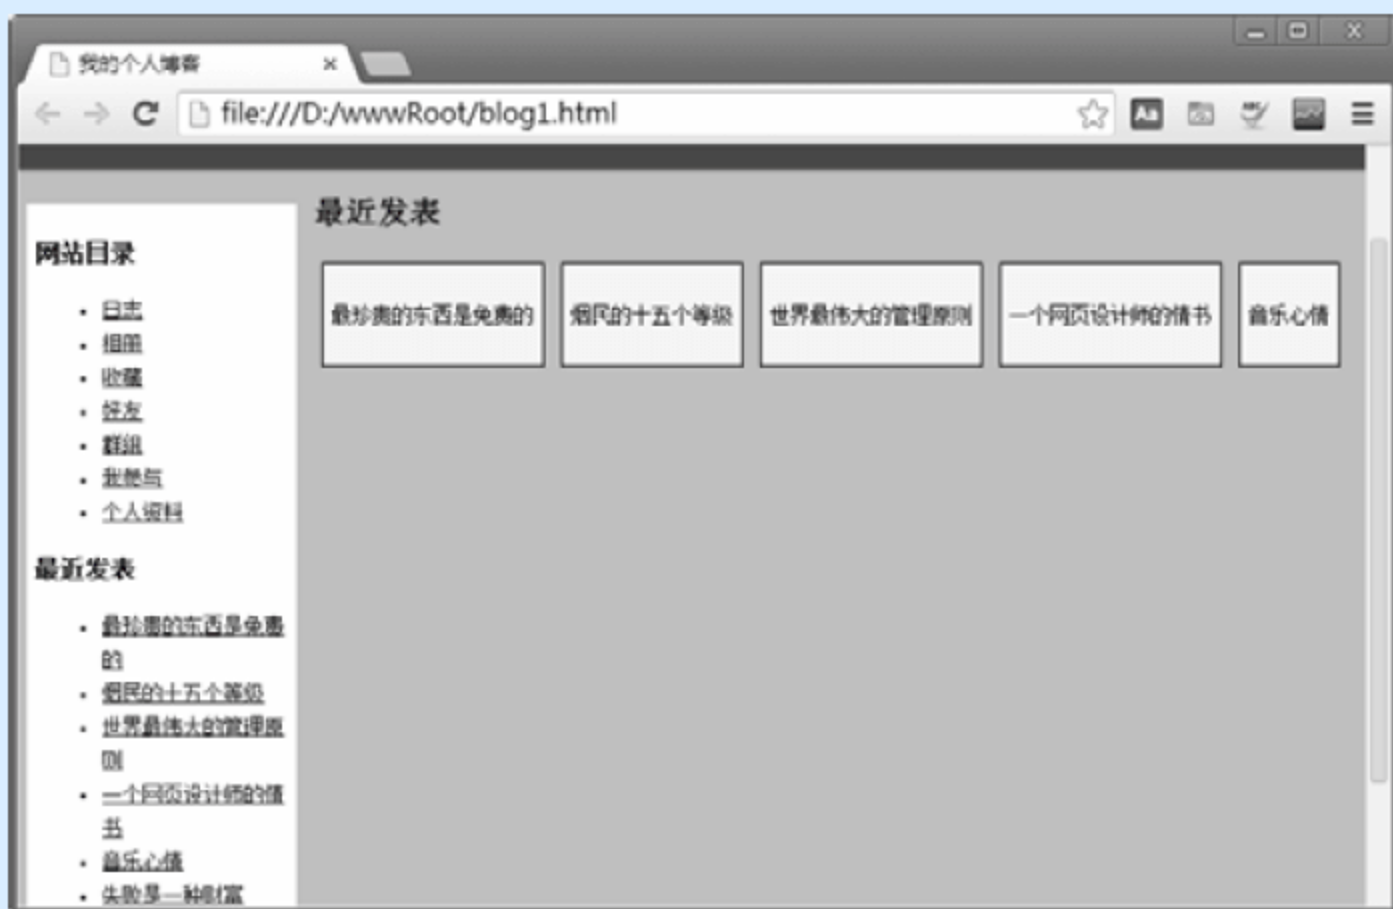 我的个人博客
file:///D:/wwwRoot/blog1.html
网站目录
日志
相册
收藏
好友
群组
我参与
个人资料
最近发表
最珍贵的东西是免费
的
烟民的十五个等级
世界最伟大的管理原
则
一个网页设计师的情
书
音乐心情
失败是一种财富
最近发表
最珍贵的东西是免费的
烟民的十五个等级
世界最伟大的管理原则
一个网页设计师的情书
音乐心情